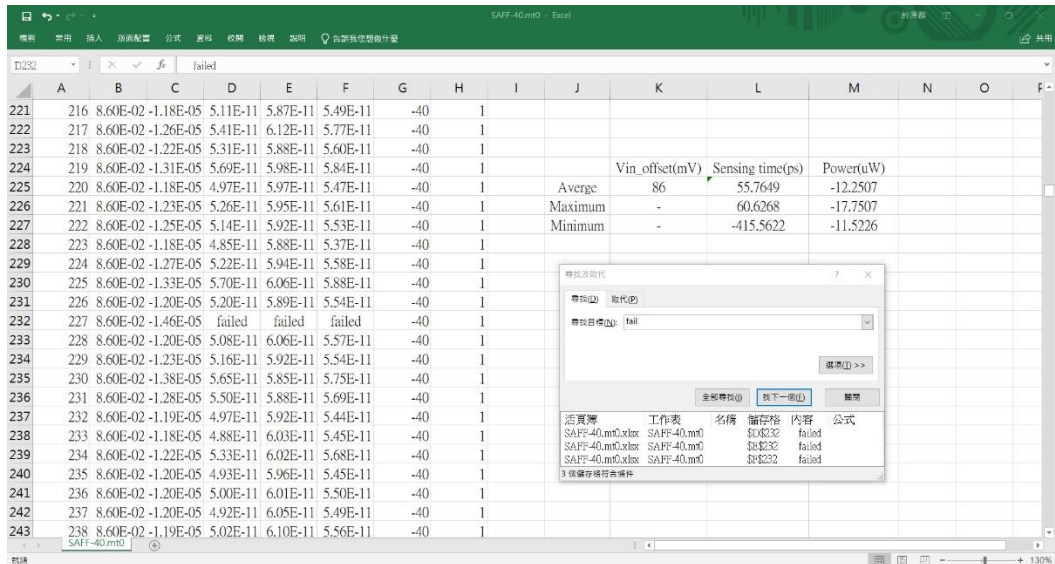 SAFF-40.mt0 - Excel
檔案 常用 插入 版面配置 公式 資料 校閱 檢視 說明 告訴我您想做什麼 共用
D232 fx failed
A B C D E F G H I J K L M N O
221 216 8.60E-02 -1.18E-05 5.11E-11 5.87E-11 5.49E-11 -40 1
222 217 8.60E-02 -1.26E-05 5.41E-11 6.12E-11 5.77E-11 -40 1
223 218 8.60E-02 -1.22E-05 5.31E-11 5.88E-11 5.60E-11 -40 1
224 219 8.60E-02 -1.31E-05 5.69E-11 5.98E-11 5.84E-11 -40 1 Vin_offset(mV) Sensing time(ps) Power(uW)
225 220 8.60E-02 -1.18E-05 4.97E-11 5.97E-11 5.47E-11 -40 1 Averge 86 55.7649 -12.2507
226 221 8.60E-02 -1.23E-05 5.26E-11 5.95E-11 5.61E-11 -40 1 Maximum - 60.6268 -17.7507
227 222 8.60E-02 -1.25E-05 5.14E-11 5.92E-11 5.53E-11 -40 1 Minimum - -415.5622 -11.5226
228 223 8.60E-02 -1.18E-05 4.85E-11 5.88E-11 5.37E-11 -40 1
229 224 8.60E-02 -1.27E-05 5.22E-11 5.94E-11 5.58E-11 -40 1
230 225 8.60E-02 -1.33E-05 5.70E-11 6.06E-11 5.88E-11 -40 1
231 226 8.60E-02 -1.20E-05 5.20E-11 5.89E-11 5.54E-11 -40 1
232 227 8.60E-02 -1.46E-05 failed failed failed -40 1
233 228 8.60E-02 -1.20E-05 5.08E-11 6.06E-11 5.57E-11 -40 1
234 229 8.60E-02 -1.23E-05 5.16E-11 5.92E-11 5.54E-11 -40 1
235 230 8.60E-02 -1.38E-05 5.65E-11 5.85E-11 5.75E-11 -40 1
236 231 8.60E-02 -1.28E-05 5.50E-11 5.88E-11 5.69E-11 -40 1
237 232 8.60E-02 -1.19E-05 4.97E-11 5.92E-11 5.44E-11 -40 1
238 233 8.60E-02 -1.18E-05 4.88E-11 6.03E-11 5.45E-11 -40 1
239 234 8.60E-02 -1.22E-05 5.33E-11 6.02E-11 5.68E-11 -40 1
240 235 8.60E-02 -1.20E-05 4.93E-11 5.96E-11 5.45E-11 -40 1
241 236 8.60E-02 -1.20E-05 5.00E-11 6.01E-11 5.50E-11 -40 1
242 237 8.60E-02 -1.20E-05 4.92E-11 6.05E-11 5.49E-11 -40 1
243 238 8.60E-02 -1.19E-05 5.02E-11 6.10E-11 5.56E-11 -40 1
尋找及取代 ? ×
尋找(D) 取代(P)
尋找目標(N): fail
選項(T) >>
全部尋找(I) 找下一個(F) 關閉
活頁簿 工作表 名稱 儲存格 內容 公式
SAFF-40.mt0.xlsx SAFF-40.mt0 $D$232 failed
SAFF-40.mt0.xlsx SAFF-40.mt0 $E$232 failed
SAFF-40.mt0.xlsx SAFF-40.mt0 $F$232 failed
3 個儲存格符合條件
SAFF-40.mt0
就緒 130%